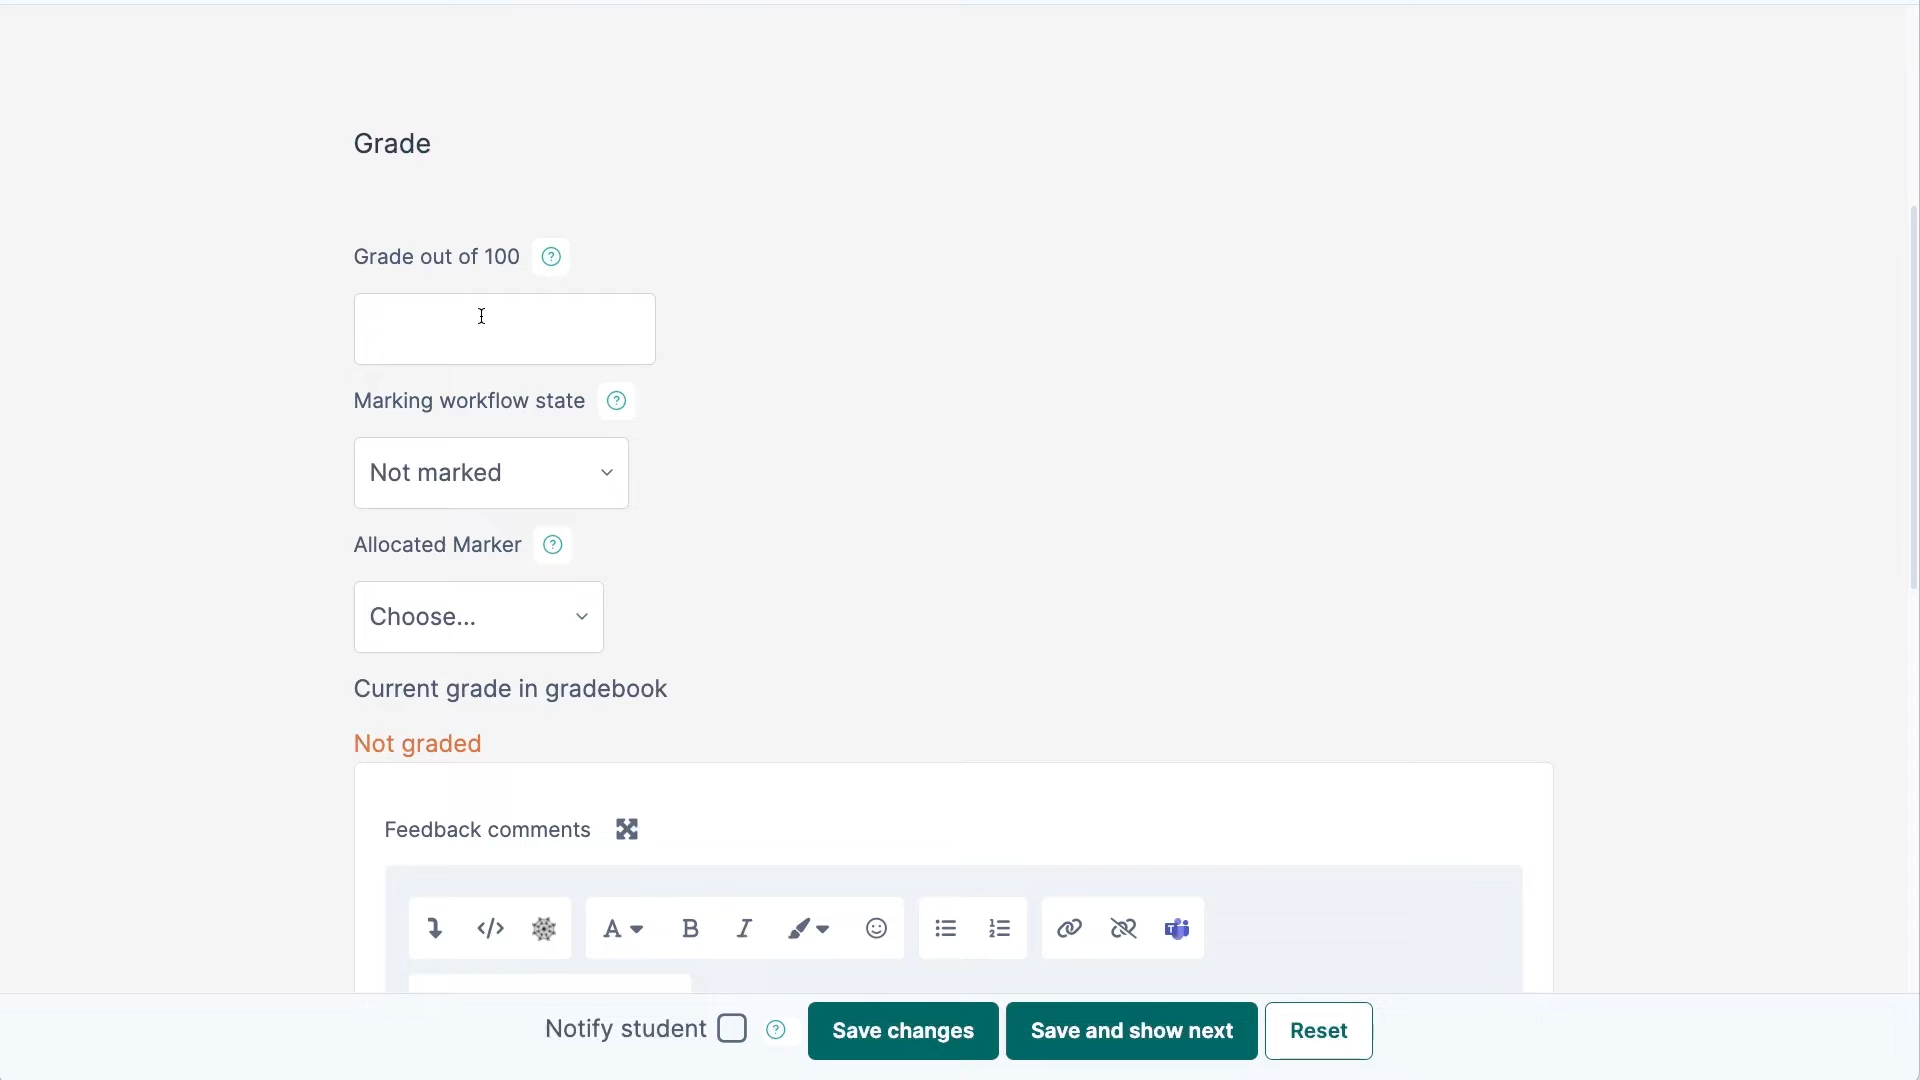 Grade
Grade out of 100
Marking workflow state
Not marked
Allocated Marker
Choose...
Current grade in gradebook
Not graded
Feedback comments
Notify student
Save changes
Save and show next
Reset